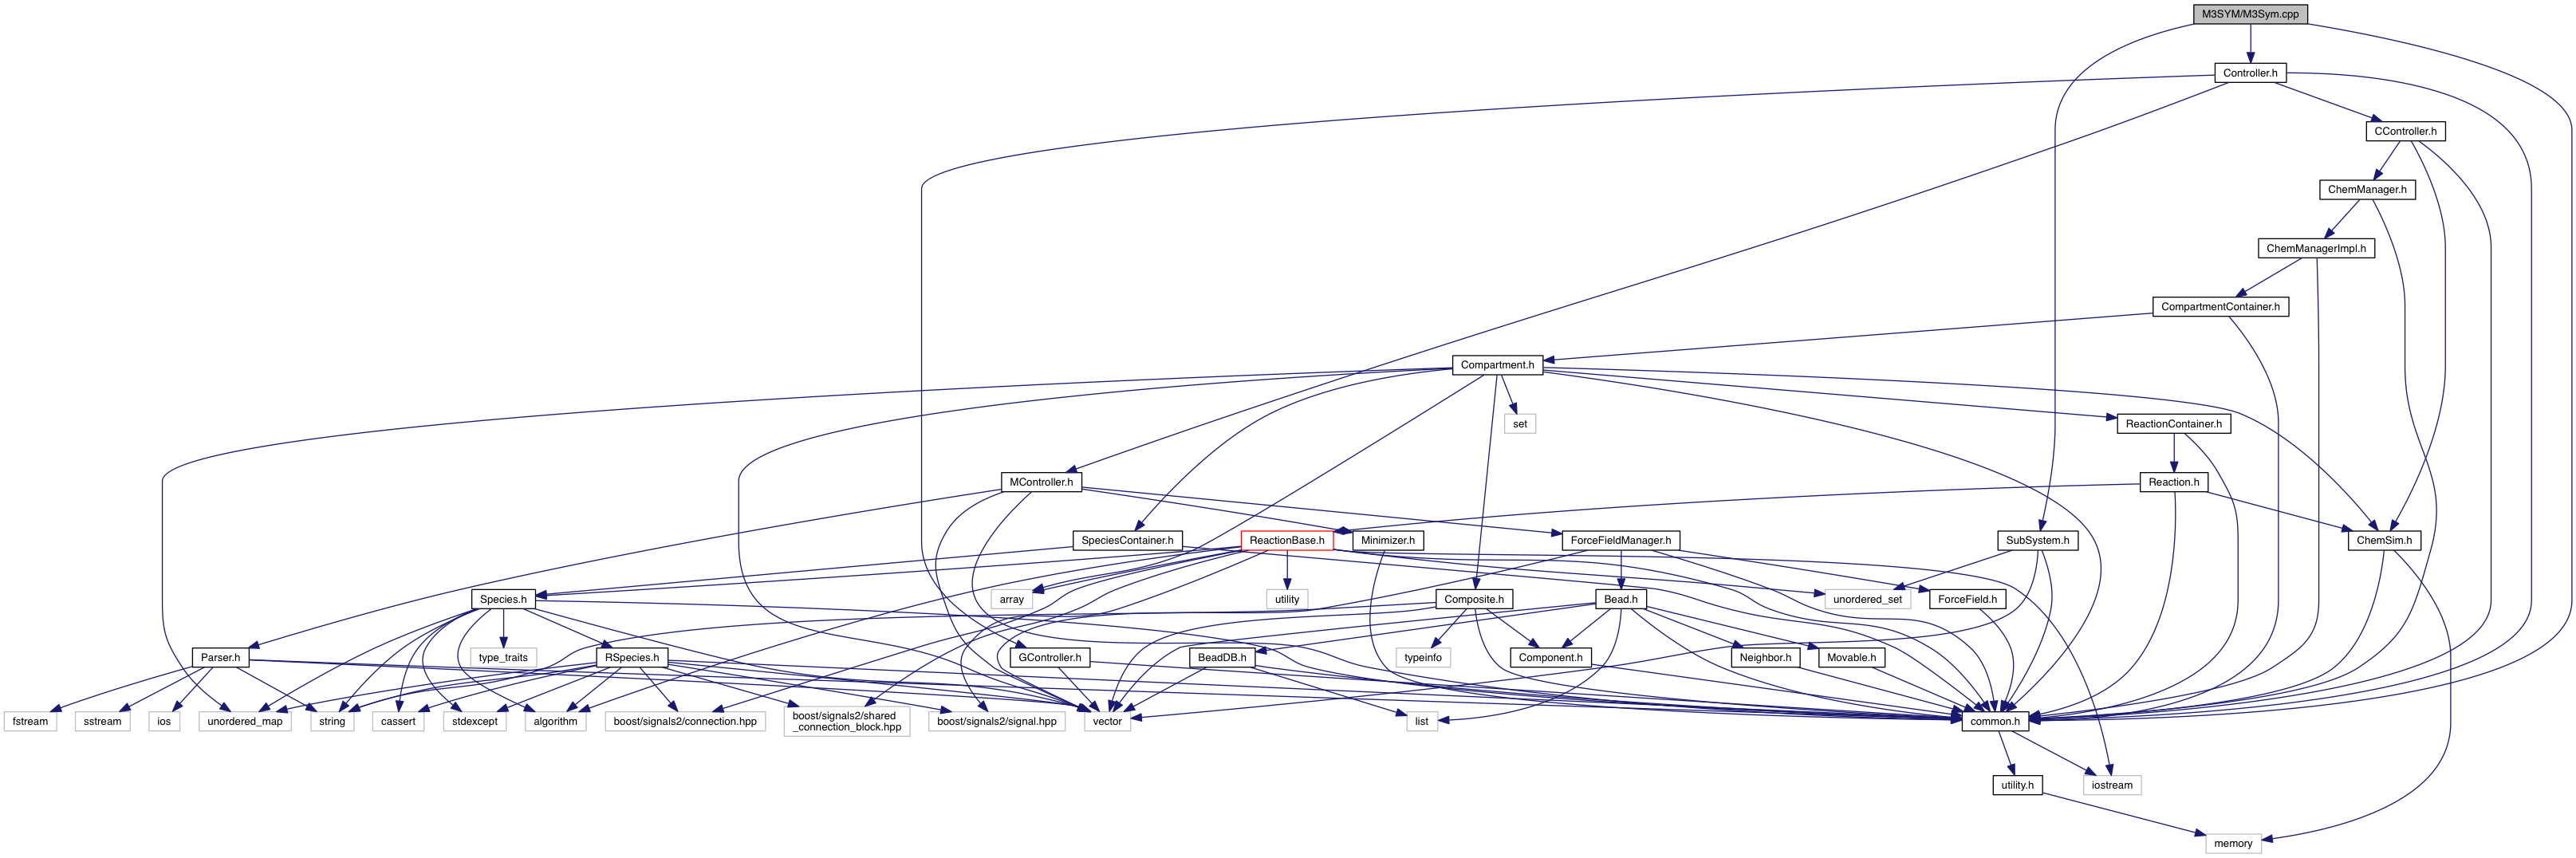 M3SYM/M3Sym.cpp
Controller.h
CController.h
ChemManager.h
ChemManagerImpl.h
CompartmentContainer.h
Compartment.h
set
ReactionContainer.h
MController.h
Reaction.h
SpeciesContainer.h
ReactionBase.h
Minimizer.h
ForceFieldManager.h
SubSystem.h
ChemSim.h
Species.h
array
utility
Composite.h
Bead.h
unordered_set
ForceField.h
Parser.h
type_traits
RSpecies.h
GController.h
BeadDB.h
typeinfo
Component.h
Neighbor.h
Movable.h
fstream
sstream
ios
unordered_map
string
cassert
stdexcept
algorithm
boost/signals2/connection.hpp
boost/signals2/shared
_connection_block.hpp
boost/signals2/signal.hpp
vector
list
common.h
utility.h
iostream
memory